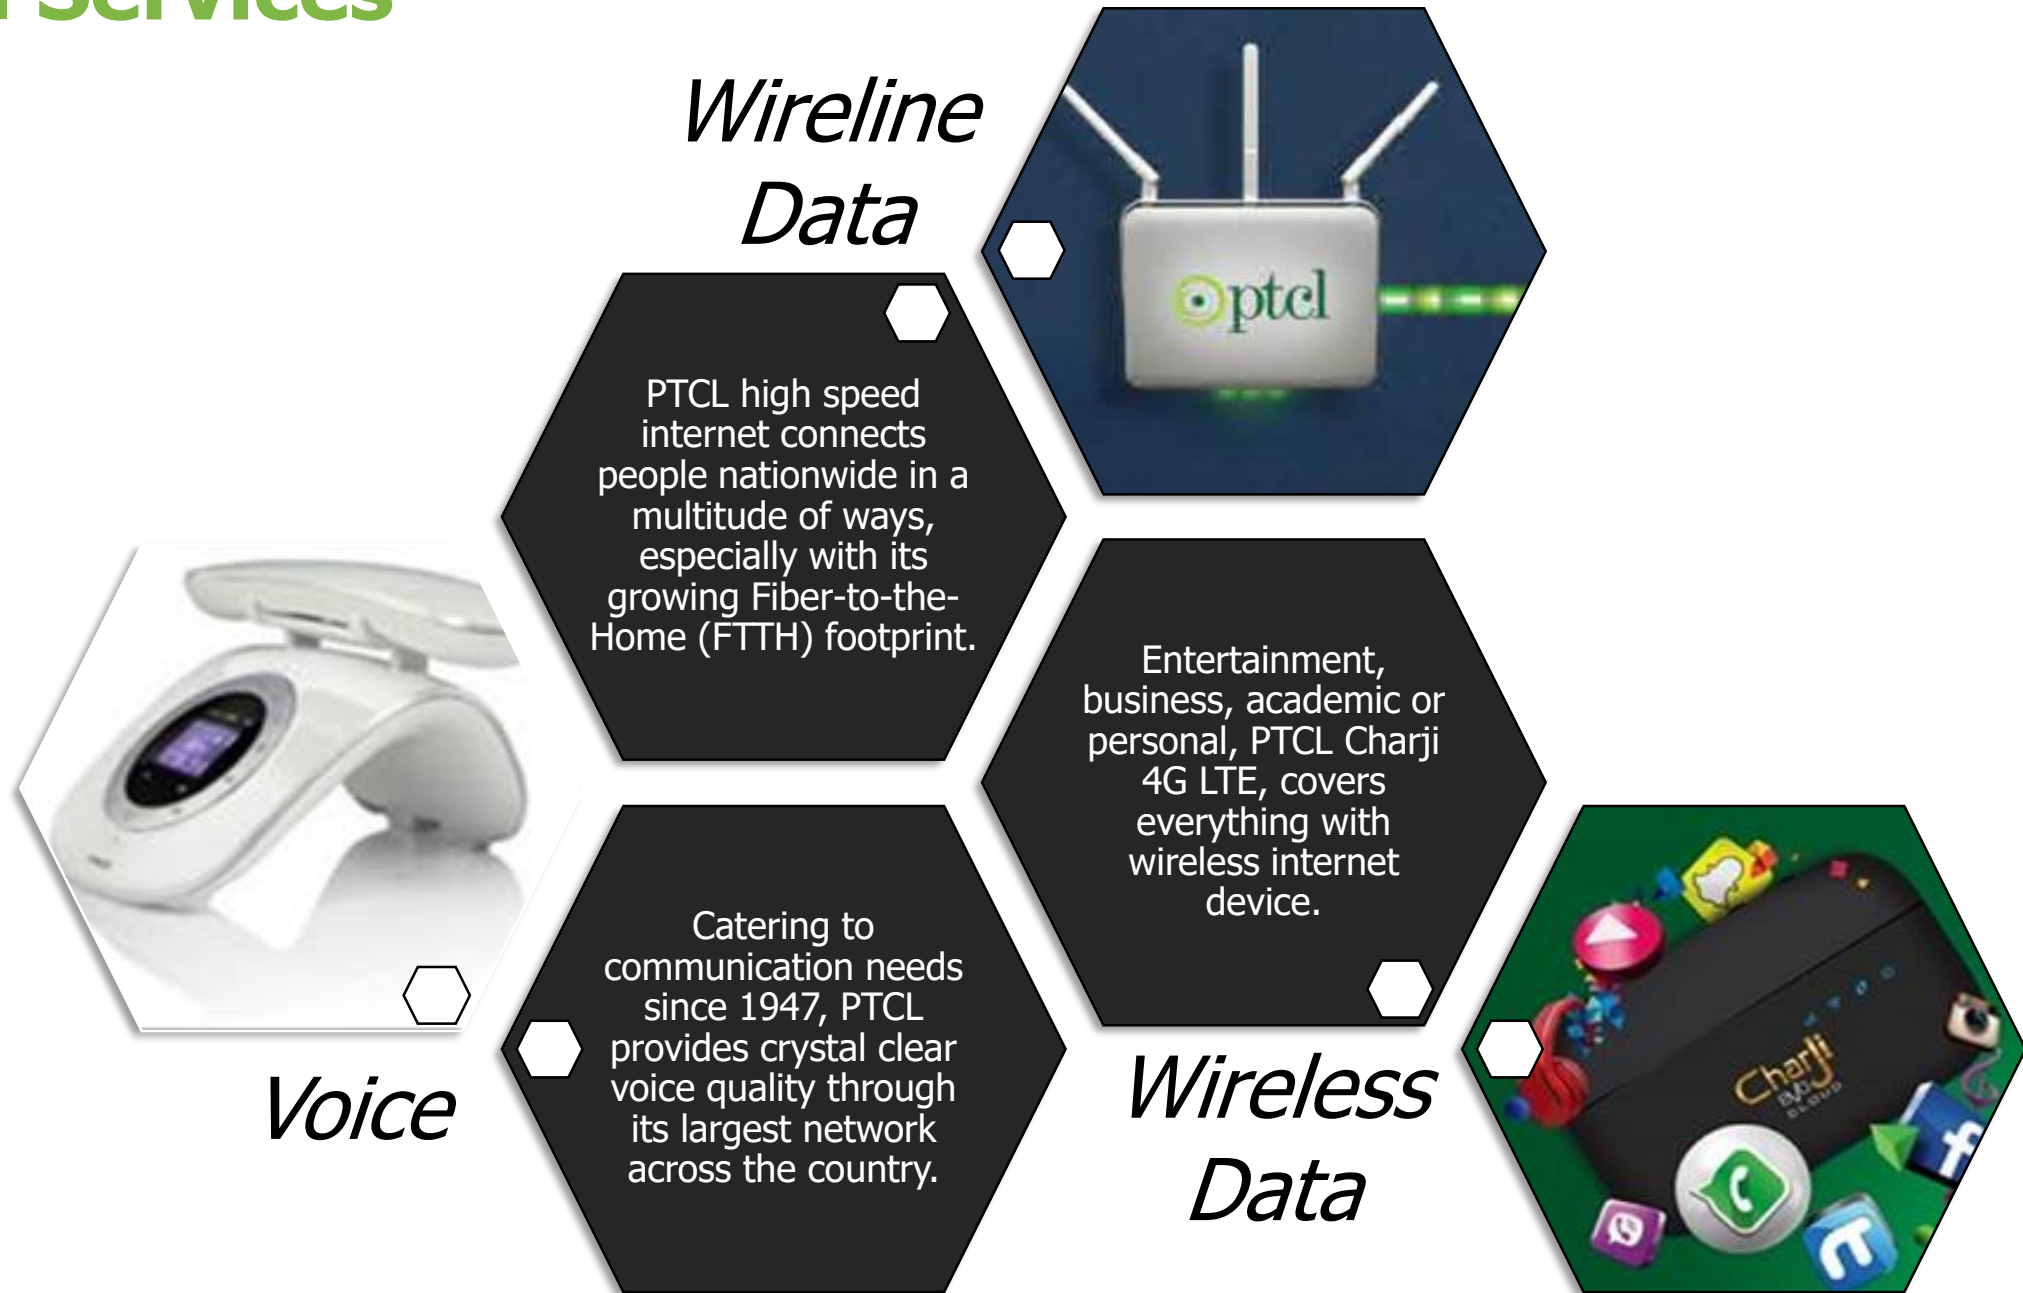 Services
Wireline
Data
ptcl
PTCL high speed
internet connects
people nationwide in a
multitude of ways,
especially with its
growing Fiber-to-the-
Home (FTTH) footprint.
Entertainment,
business, academic or
personal, PTCL Charji
4G LTE, covers
everything with
wireless internet
device.
Catering to
communication needs
since 1947, PTCL
provides crystal clear
voice quality through
its largest network
across the country.
Voice
Wireless
Data
CharJi
EVO
CLOUD